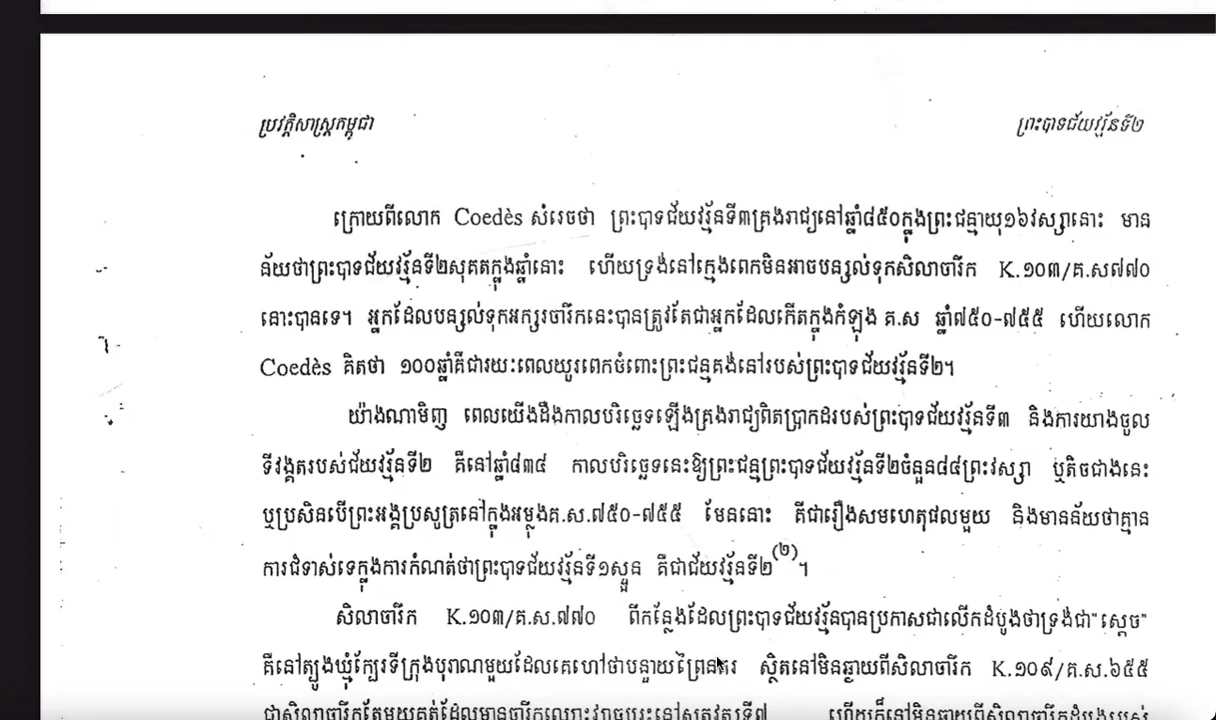 ប្រវត្តិសាស្ត្រកម្ពុជា ព្រះបាទជ័យវរ្ម័នទី២
ក្រោយពីលោក Coedès សំរេចថា ព្រះបាទជ័យវរ្ម័នទី៣គ្រងរាជ្យនៅឆ្នាំ៨៥០ក្នុងព្រះជន្មាយុ១៦វស្សានោះ មាន
ន័យថាព្រះបាទជ័យវរ្ម័នទី២សុគតក្នុងឆ្នាំនោះ ហើយទ្រង់នៅក្មេងពេកមិនអាចបន្សល់ទុកសិលាចារឹក K.១០៣/គ.ស៧៧០
នោះបានទេ។ អ្នកដែលបន្សល់ទុកអក្សរចារឹកនេះបានត្រូវតែជាអ្នកដែលកើតក្នុងកំឡុង គ.ស ឆ្នាំ៧៥០-៧៥៥ ហើយលោក
Coedès គិតថា ១០០ឆ្នាំគឺជារយៈពេលយូរពេកចំពោះព្រះជន្មគង់នៅរបស់ព្រះបាទជ័យវរ្ម័នទី២។
យ៉ាងណាមិញ ពេលយើងដឹងកាលបរិច្ឆេទឡើងគ្រងរាជ្យពិតប្រាកដរបស់ព្រះបាទជ័យវរ្ម័នទី៣ និងការយាងចូល
ទីវង្គតរបស់ជ័យវរ្ម័នទី២ គឺនៅឆ្នាំ៨៣៤ កាលបរិច្ឆេទនេះឱ្យព្រះជន្មព្រះបាទជ័យវរ្ម័នទី២ចំនួន៨៤ព្រះវស្សា ឬតិចជាងនេះ
ឬប្រសិនបើព្រះអង្គប្រសូត្រនៅក្នុងអម្លុងគ.ស.៧៥០-៧៥៥ មែននោះ គឺជារឿងសមហេតុផលមួយ និងមានន័យថាគ្មាន
ការជំទាស់ទេក្នុងការកំណត់ថាព្រះបាទជ័យវរ្ម័នទី១ស្ទួន គឺជាជ័យវរ្ម័នទី២(២)។
សិលាចារឹក K.១០៣/គ.ស.៧៧០ ពីកន្លែងដែលព្រះបាទជ័យវរ្ម័នបានប្រកាសជាលើកដំបូងថាទ្រង់ជា"ស្តេច"
គឺនៅត្បូងឃ្មុំក្បែរទីក្រុងបុរាណមួយដែលគេហៅថាបនាយព្រៃនគរ ស្ថិតនៅមិនឆ្ងាយពីសិលាចារឹក K.១០៩/គ.ស.៦៥៥